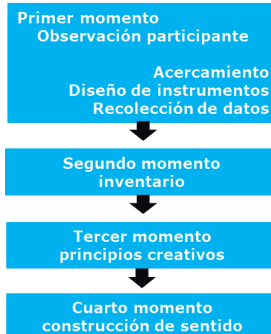 Primer momento
Observación participante
Acercamiento
Diseño de instrumentos
Recolección de datos
Segundo momento
inventario
Tercer momento
principios creativos
Cuarto momento
construcción de sentido